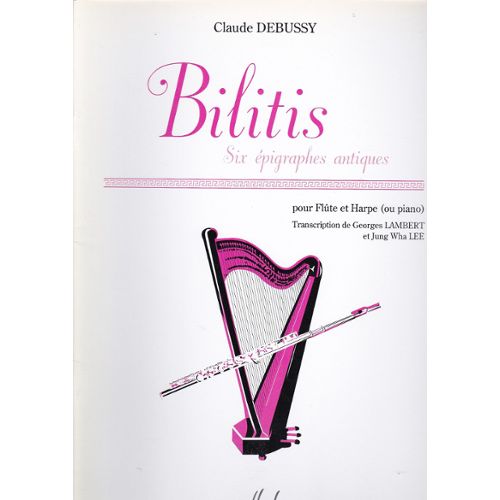 Claude DEBUSSY
Bilitis
Six épigraphes antiques
pour Flûte et Harpe (ou piano)
Transcription de Georges LAMBERT
et Jung Wha LEE